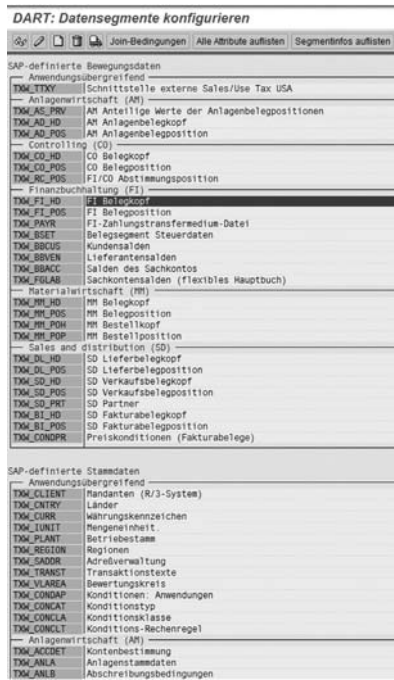 DART: Datensegmente konfigurieren
Join-Bedingungen Alle Attribute auflisten Segmentinfos auflisten
SAP-definierte Bewegungsdaten
Anwendungsübergreifend
TXW_TTXY Schnittstelle externe Sales/Use Tax USA
Anlagenwirtschaft (AM)
TXW_AS_PRV AM Anteilige Werte der Anlagenbelegpositionen
TXW_AD_HD AM Anlagenbelegkopf
TXW_AD_POS AM Anlagenbelegposition
Controlling (CO)
TXW_CO_HD CO Belegkopf
TXW_CO_POS CO Belegposition
TXW_RC_POS FI/CO Abstimmungsposition
Finanzbuchhaltung (FI)
TXW_FI_HD FI Belegkopf
TXW_FI_POS FI Belegposition
TXW_PAYR FI-Zahlungstransfermedium-Datei
TXW_BSET Belegsegment Steuerdaten
TXW_BBCUS Kundensalden
TXW_BBVEN Lieferantensalden
TXW_BBACC Salden des Sachkontos
TXW_FGLAB Sachkontensalden (flexibles Hauptbuch)
Materialwirtschaft (MM)
TXW_MM_HD MM Belegkopf
TXW_MM_POS MM Belegposition
TXW_MM_POH MM Bestellkopf
TXW_MM_POP MM Bestellposition
Sales and distribution (SD)
TXW_DL_HD SD Lieferbelegkopf
TXW_DL_POS SD Lieferbelegposition
TXW_SD_HD SD Verkaufsbelegkopf
TXW_SD_POS SD Verkaufsbelegposition
TXW_SD_PRT SD Partner
TXW_BI_HD SD Fakturabelegkopf
TXW_BI_POS SD Fakturabelegposition
TXW_CONDPR Preiskonditionen (Fakturabelege)
SAP-definierte Stammdaten
Anwendungsübergreifend
TXW_CLIENT Mandanten (R/3-System)
TXW_CNTRY Länder
TXW_CURR Währungskennzeichen
TXW_IUNIT Mengeneinheit.
TXW_PLANT Betriebestamm
TXW_REGION Regionen
TXW_SADDR Adreßverwaltung
TXW_TRANST Transaktionstexte
TXW_VLAREA Bewertungskreis
TXW_CONDAP Konditionen: Anwendungen
TXW_CONCAT Konditionstyp
TXW_CONCLA Konditionsklasse
TXW_CONCLT Konditions-Rechenregel
Anlagenwirtschaft (AM)
TXW_ACCDET Kontenbestimmung
TXW_ANLA Anlagenstammdaten
TXW_ANLB Abschreibungsbedingungen